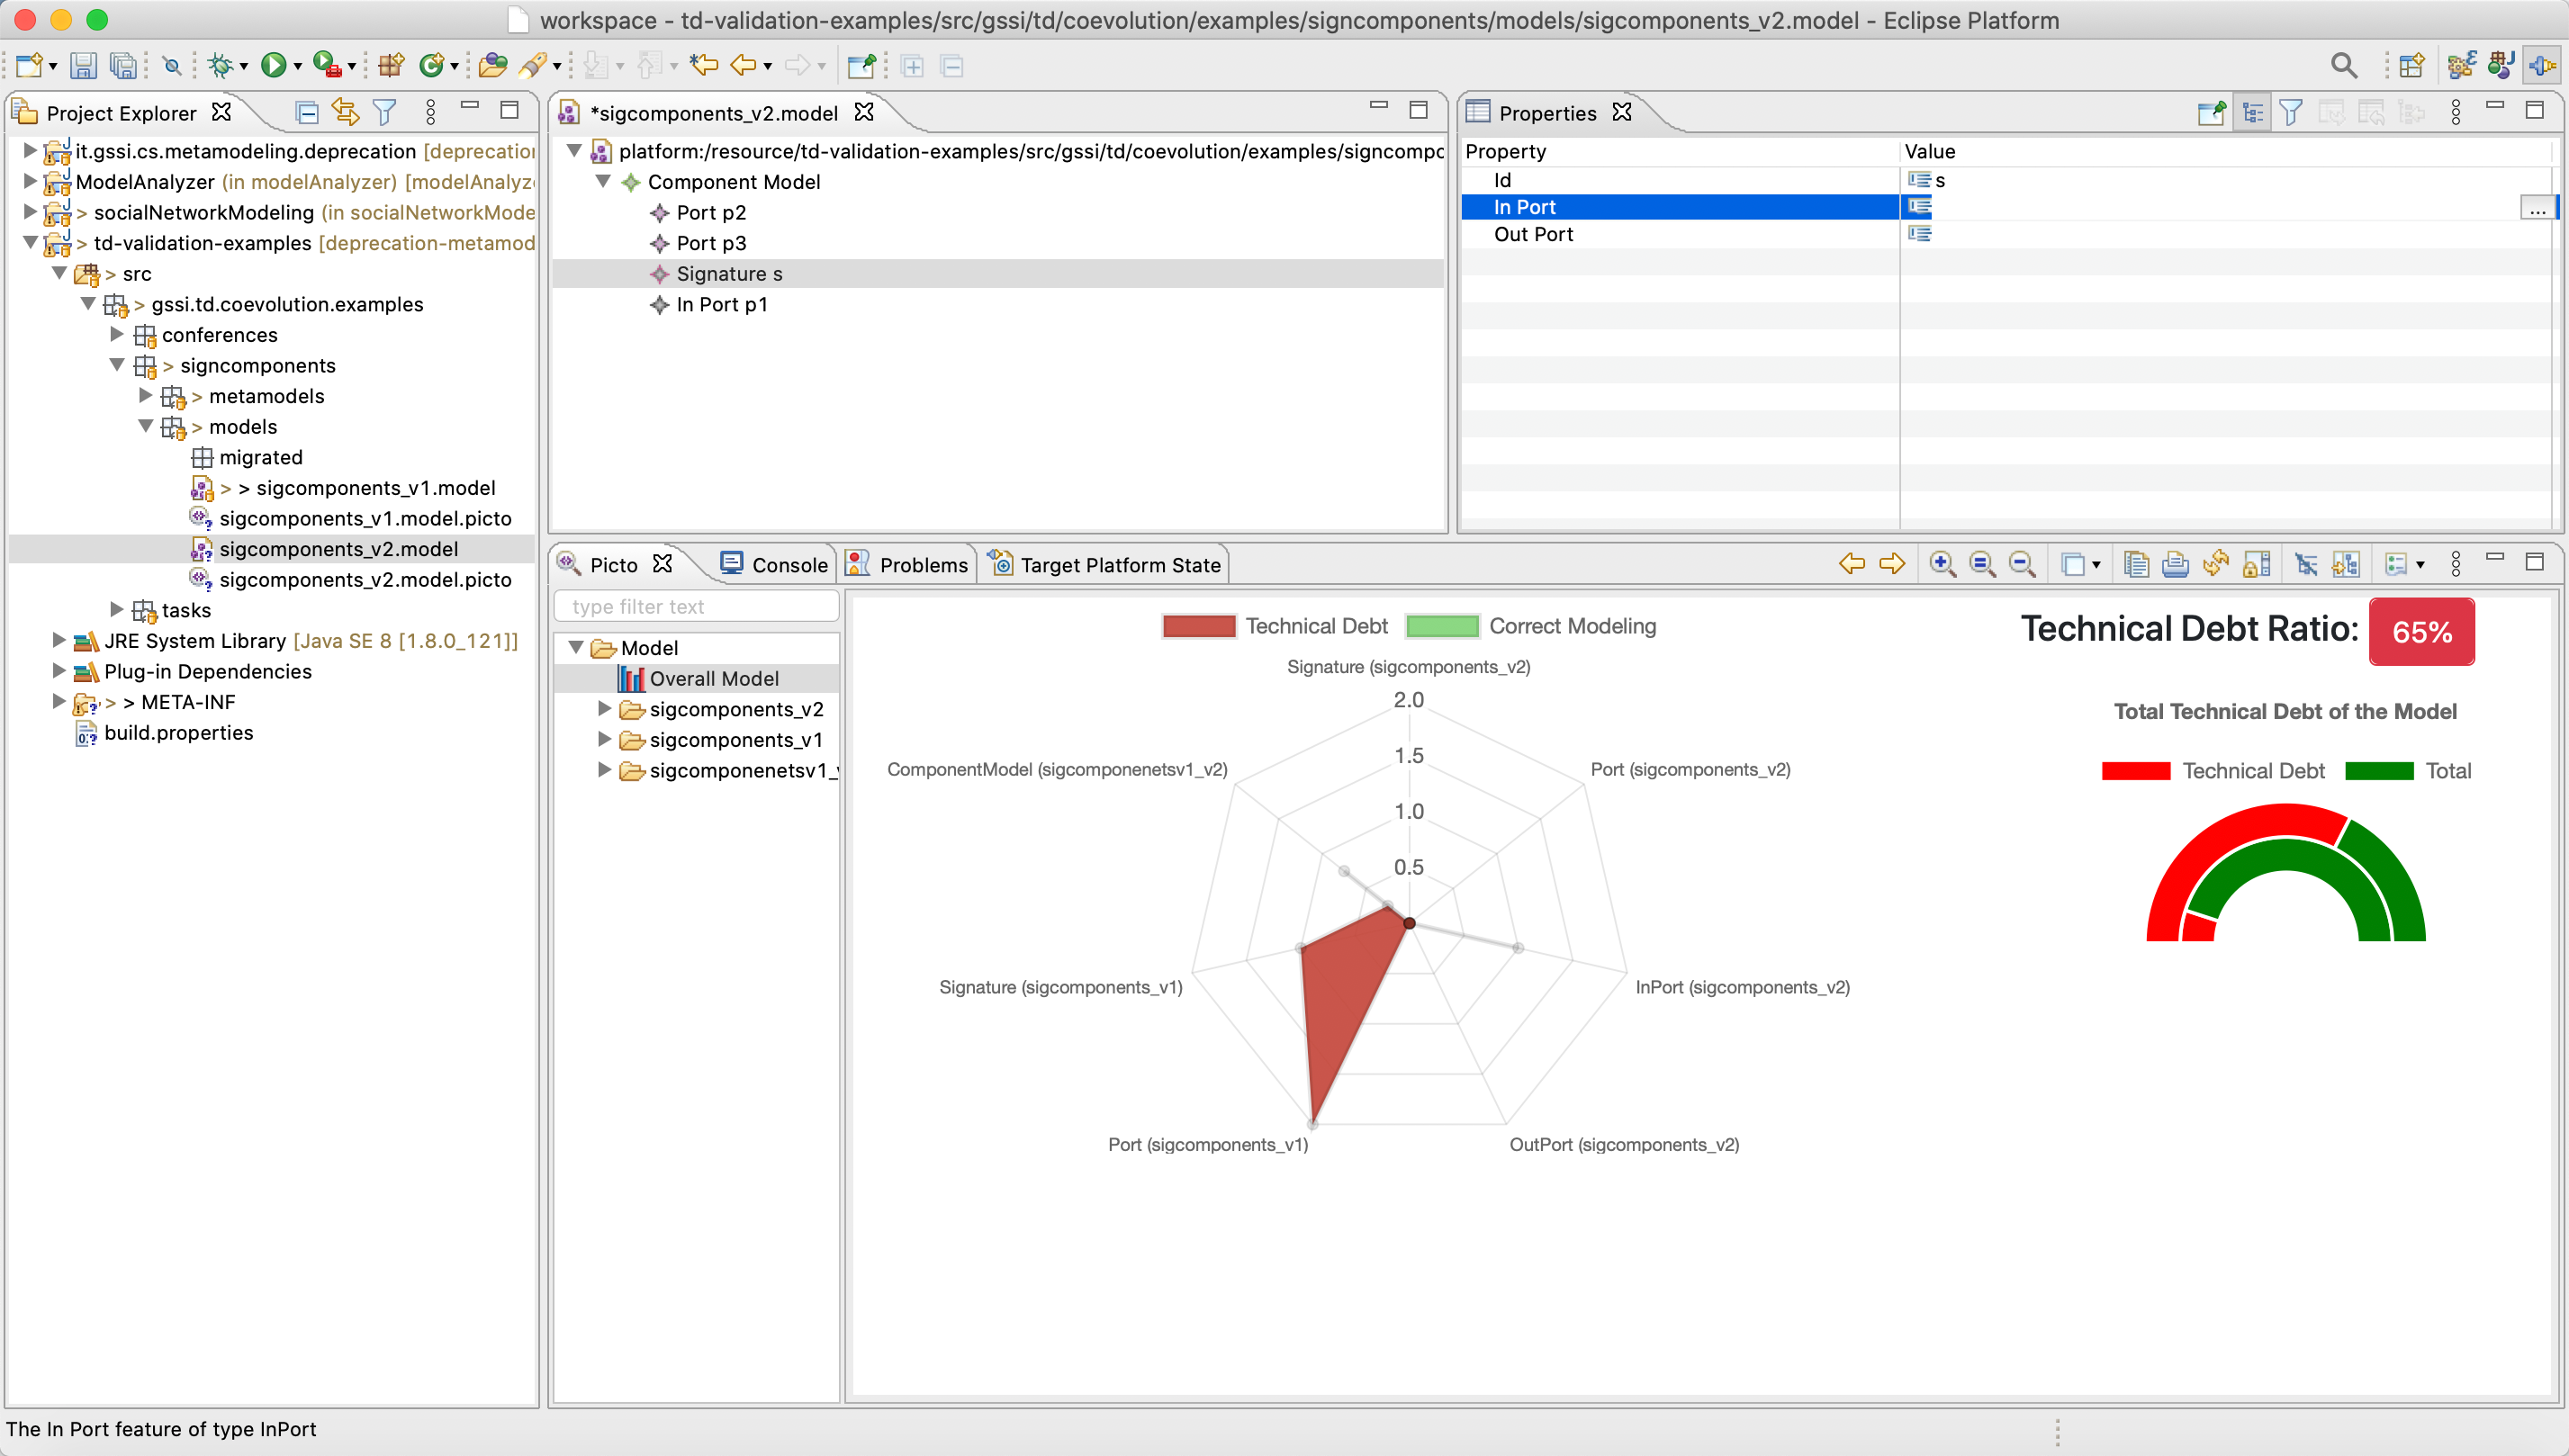 workspace - td-validation-examples/src/gssi/td/coevolution/examples/signcomponents/models/sigcomponents_v2.model - Eclipse Platform
Project Explorer
it.gssi.cs.metamodeling.deprecation [deprecation
ModelAnalyzer (in modelAnalyzer) [modelAnalyze
> socialNetworkModeling (in socialNetworkMode
> td-validation-examples [deprecation-metamod
> src
> gssi.td.coevolution.examples
conferences
> signcomponents
> metamodels
> models
migrated
> > sigcomponents_v1.model
sigcomponents_v1.model.picto
sigcomponents_v2.model
sigcomponents_v2.model.picto
tasks
JRE System Library [Java SE 8 [1.8.0_121]]
Plug-in Dependencies
> > META-INF
build.properties
*sigcomponents_v2.model
platform:/resource/td-validation-examples/src/gssi/td/coevolution/examples/signcompo
Component Model
Port p2
Port p3
Signature s
In Port p1
Properties
Property Value
Id s
In Port ...
Out Port
Picto Console Problems Target Platform State
type filter text
Model
Overall Model
sigcomponents_v2
sigcomponents_v1
sigcomponenetsv1_v
Technical Debt Correct Modeling
Signature (sigcomponents_v2)
2.0
1.5
1.0
0.5
ComponentModel (sigcomponenetsv1_v2)
Port (sigcomponents_v2)
Signature (sigcomponents_v1)
InPort (sigcomponents_v2)
Port (sigcomponents_v1)
OutPort (sigcomponents_v2)
Technical Debt Ratio: 65%
Total Technical Debt of the Model
Technical Debt Total
The In Port feature of type InPort